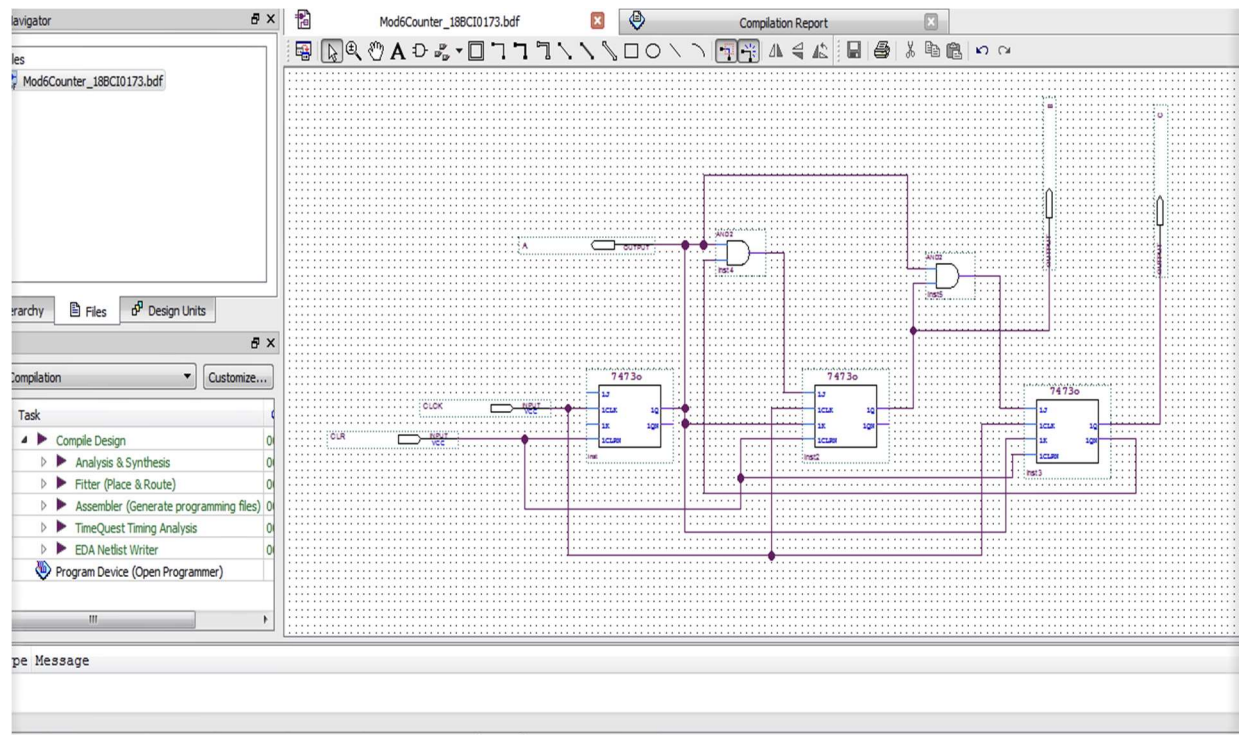 lavigator
Mod6Counter_18BCI0173.bdf
Compilation Report
les
Mod6Counter_18BCI0173.bdf
erarchy
Files
Design Units
Compilation
Customize...
Task
Compile Design
Analysis & Synthesis
Fitter (Place & Route)
Assembler (Generate programming files)
TimeQuest Timing Analysis
EDA Netlist Writer
Program Device (Open Programmer)
pe Message
B
C
A
OUTPUT
AND2
inst4
AND2
inst5
CLOK
INPUT
VCC
CLR
INPUT
VCC
7473o
1J
1CLK
1Q
1K
1QN
1CLRN
inst
7473o
1J
1CLK
1Q
1K
1QN
1CLRN
inst2
7473o
1J
1CLK
1Q
1K
1QN
1CLRN
inst3